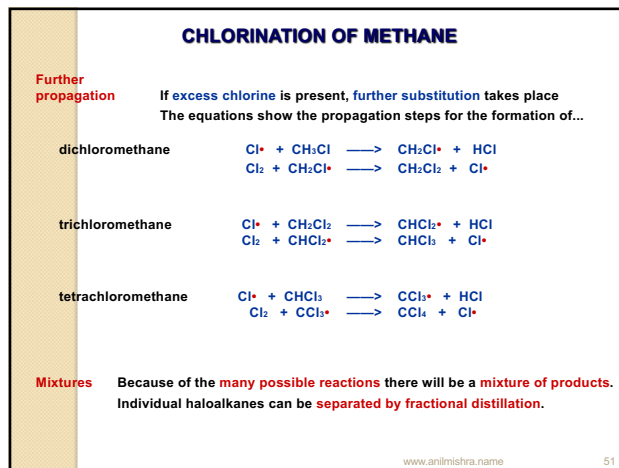 CHLORINATION OF METHANE
Further
propagation If excess chlorine is present, further substitution takes place
The equations show the propagation steps for the formation of...
dichloromethane Cl• + CH₃Cl ——> CH₂Cl• + HCl
Cl₂ + CH₂Cl• ——> CH₂Cl₂ + Cl•
trichloromethane Cl• + CH₂Cl₂ ——> CHCl₂• + HCl
Cl₂ + CHCl₂• ——> CHCl₃ + Cl•
tetrachloromethane Cl• + CHCl₃ ——> CCl₃• + HCl
Cl₂ + CCl₃• ——> CCl₄ + Cl•
Mixtures Because of the many possible reactions there will be a mixture of products.
Individual haloalkanes can be separated by fractional distillation.
www.anilmishra.name 51